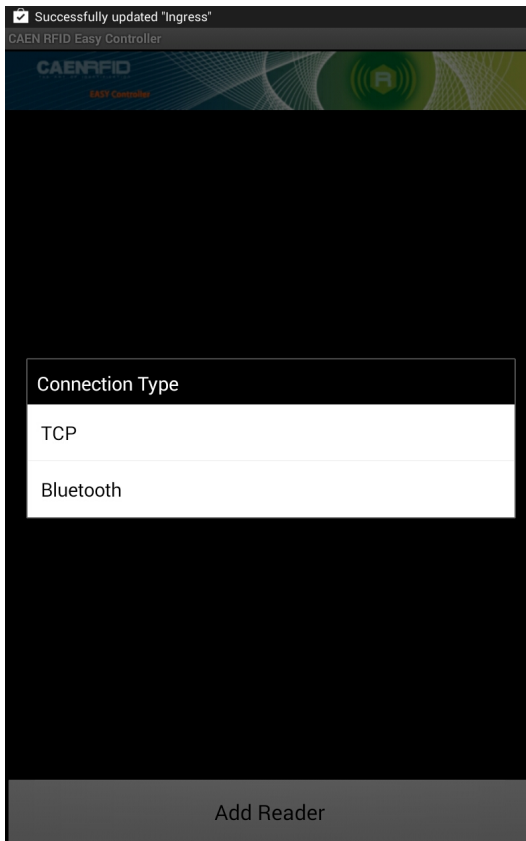 Successfully updated "Ingress"
CAEN RFID Easy Controller
CAENRFID
EASY Controller
R
Connection Type
TCP
Bluetooth
Add Reader